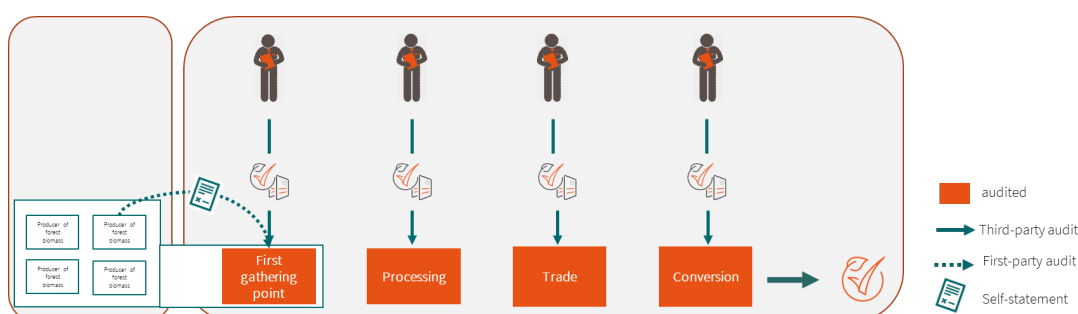 Producer of
forest
biomass
Producer of
forest
biomass
Producer of
forest
biomass
Producer of
forest
biomass
First
gathering
point
Processing
Trade
Conversion
audited
Third-party audit
First-party audit
Self-statement